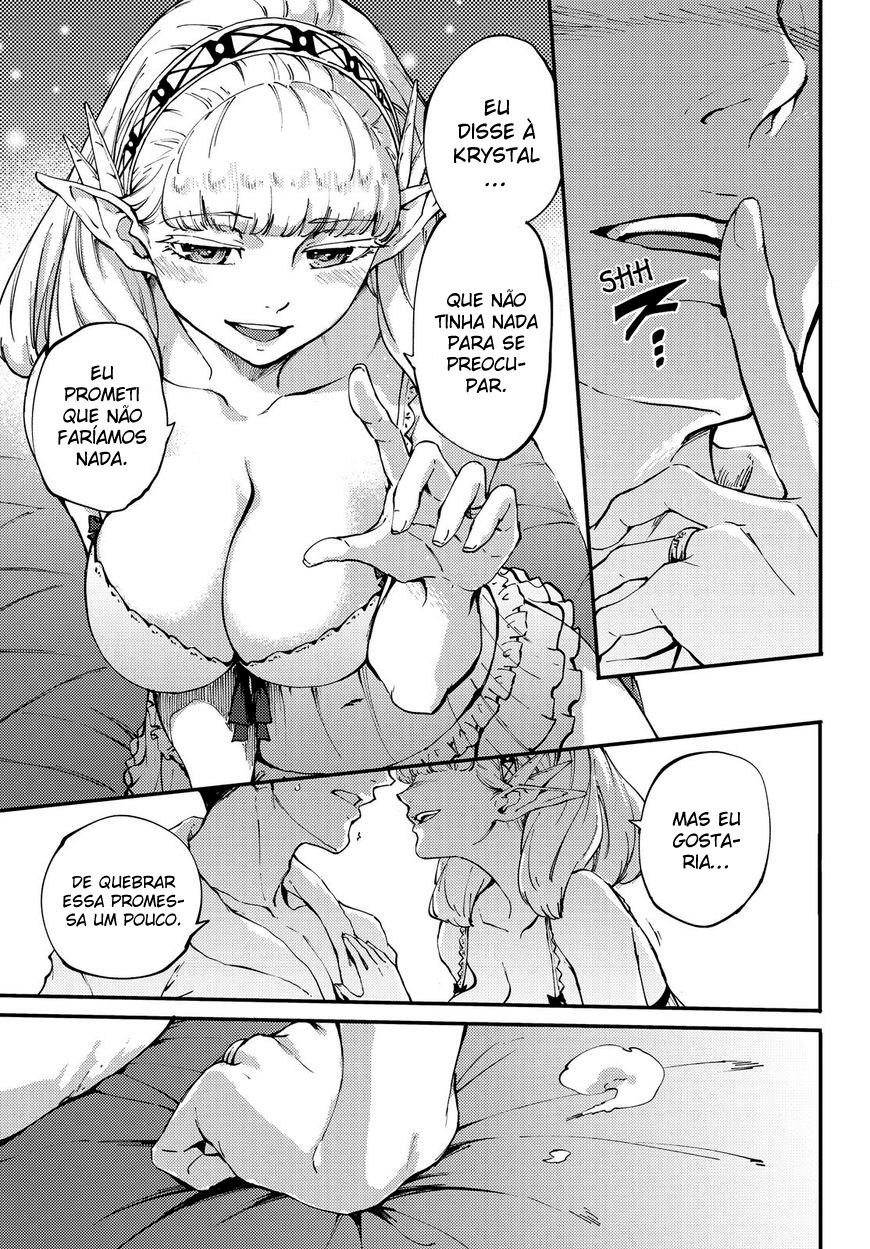 SHH
EU
DISSE À
KRYSTAL
...
QUE NÃO
TINHA NADA
PARA SE
PREOCU-
PAR.
EU
PROMETI
QUE NÃO
FARÍAMOS
NADA.
MAS EU
GOSTA-
RIA...
DE QUEBRAR
ESSA PROMES-
SA UM POUCO.